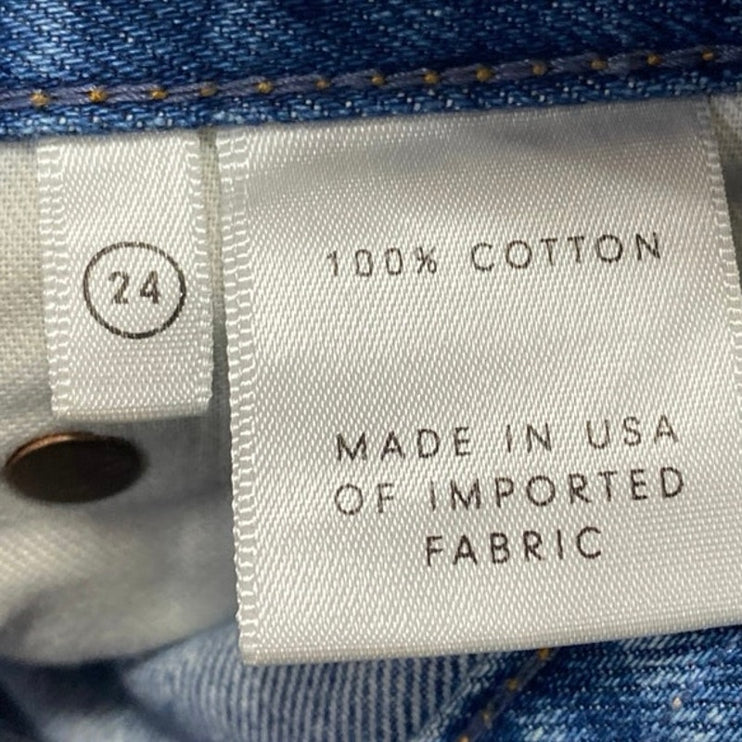 24
100% COTTON
MADE IN USA
OF IMPORTED
FABRIC